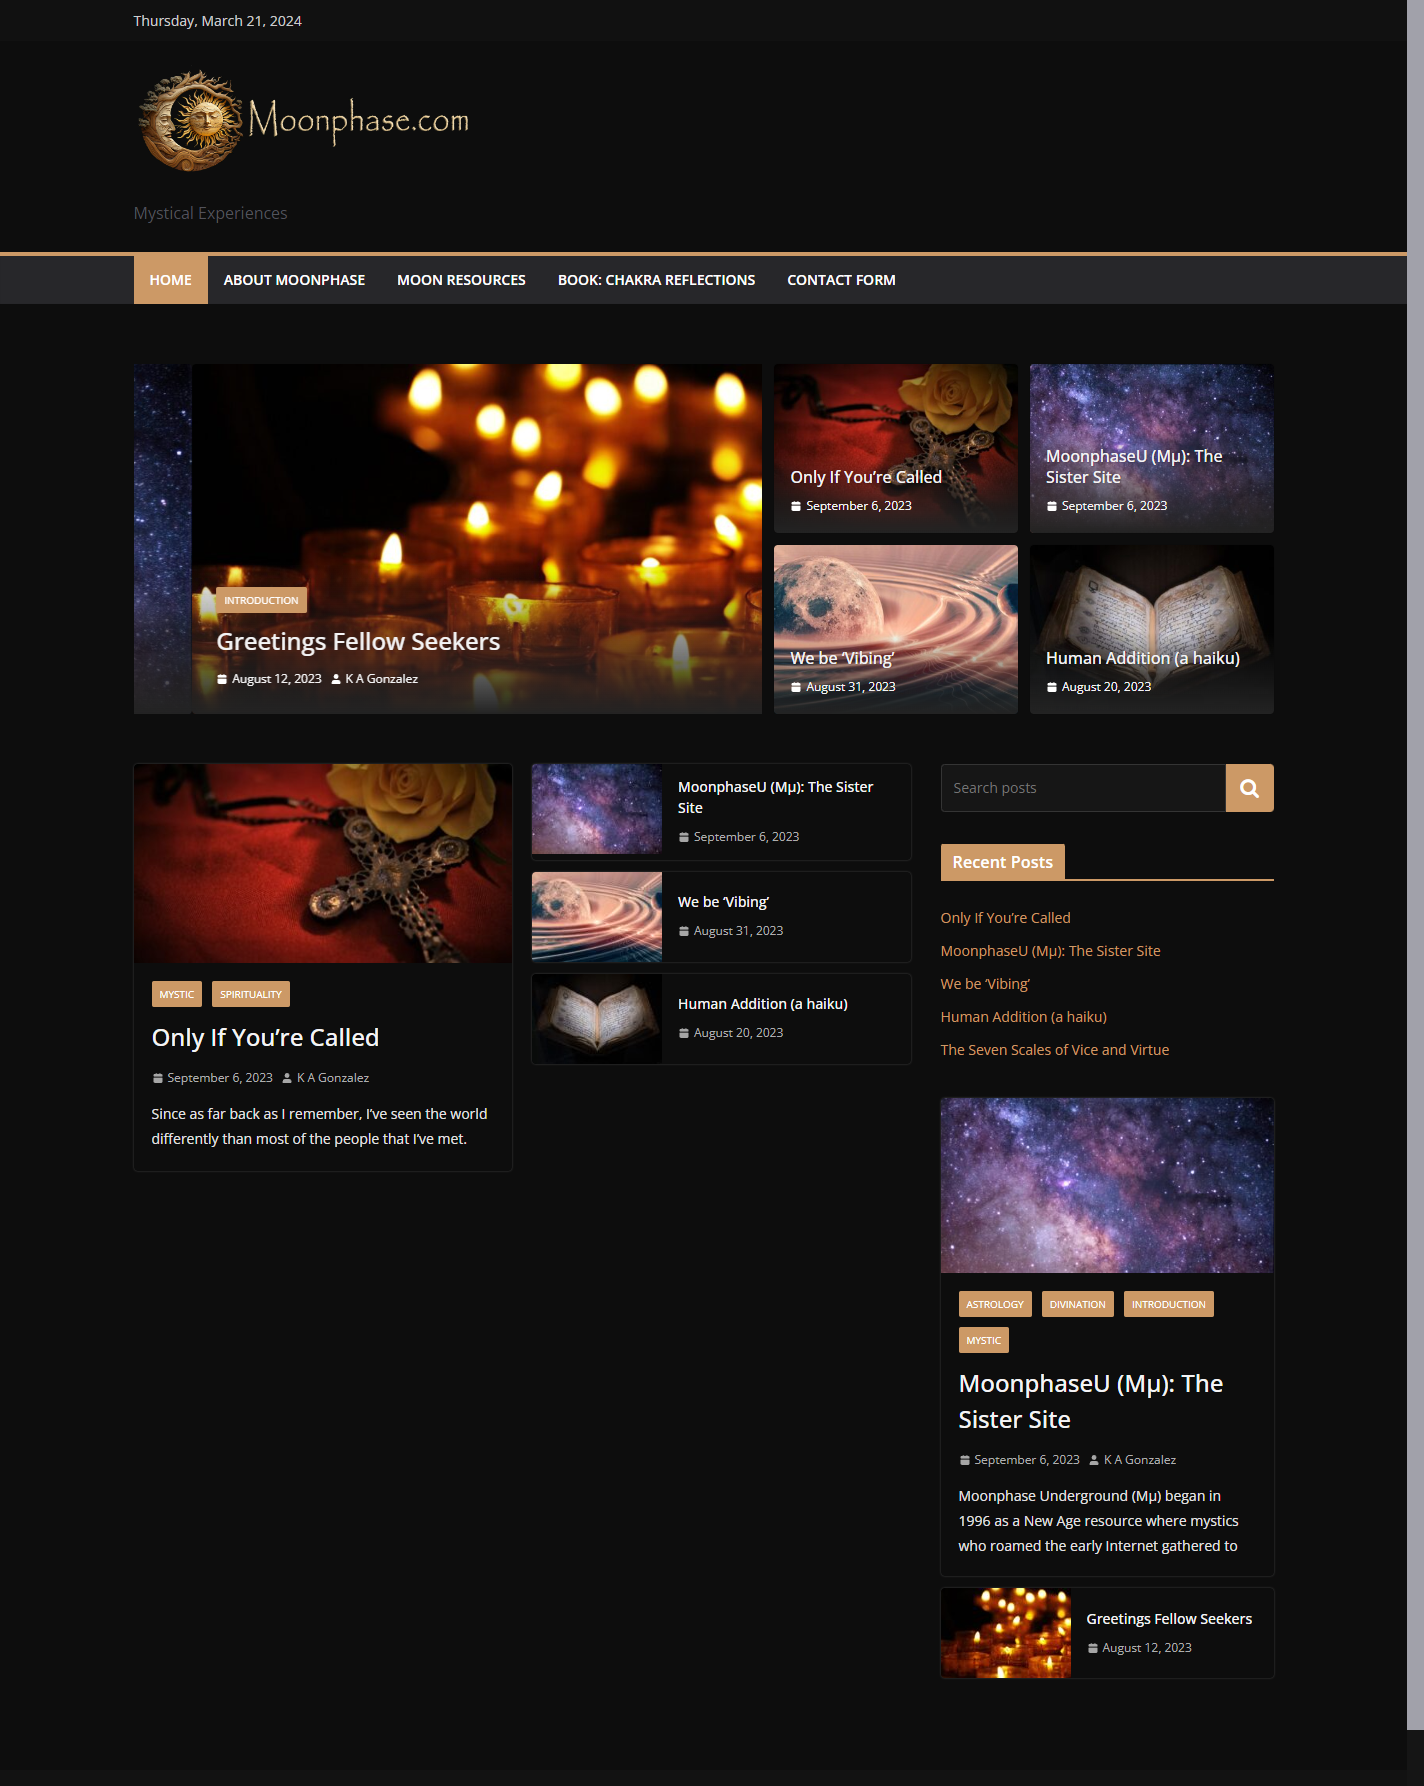 Thursday, March 21, 2024
Moonphase.com
Mystical Experiences
HOME
ABOUT MOONPHASE
MOON RESOURCES
BOOK: CHAKRA REFLECTIONS
CONTACT FORM
INTRODUCTION
Greetings Fellow Seekers
August 12, 2023 K A Gonzalez
Only If You’re Called
September 6, 2023
MoonphaseU (Mµ): The
Sister Site
September 6, 2023
We be ‘Vibing’
August 31, 2023
Human Addition (a haiku)
August 20, 2023
MYSTIC SPIRITUALITY
Only If You’re Called
September 6, 2023 K A Gonzalez
Since as far back as I remember, I’ve seen the world
differently than most of the people that I’ve met.
MoonphaseU (Mµ): The Sister
Site
September 6, 2023
We be ‘Vibing’
August 31, 2023
Human Addition (a haiku)
August 20, 2023
Search posts
Recent Posts
Only If You’re Called
MoonphaseU (Mµ): The Sister Site
We be ‘Vibing’
Human Addition (a haiku)
The Seven Scales of Vice and Virtue
ASTROLOGY DIVINATION INTRODUCTION
MYSTIC
MoonphaseU (Mµ): The
Sister Site
September 6, 2023 K A Gonzalez
Moonphase Underground (Mµ) began in
1996 as a New Age resource where mystics
who roamed the early Internet gathered to
Greetings Fellow Seekers
August 12, 2023